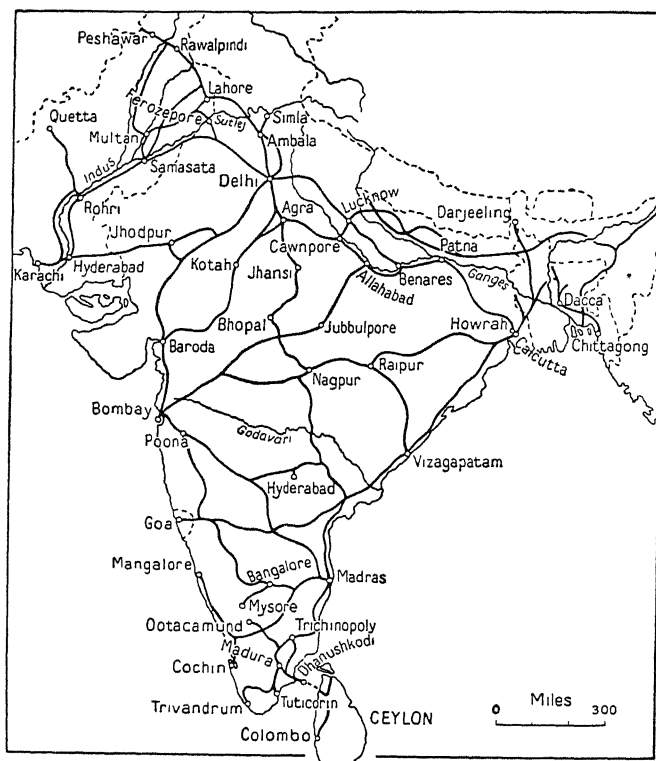 Peshawar
Rawalpindi
Lahore
Quetta
Ferozepore
Sutlej
Simla
Multan
Ambala
Indus
Samasata
Delhi
Rohri
Lucknow
Agra
Darjeeling
Jhodpur
Cawnpore
Patna
Karachi
Hyderabad
Kotah
Jhansi
Allahabad
Benares
Ganges
Dacca
Bhopal
Jubbulpore
Howrah
Chittagong
Baroda
Calcutta
Nagpur
Raipur
Bombay
Poona
Godavari
Vizagapatam
Hyderabad
Goa
Mangalore
Bangalore
Madras
Mysore
Ootacamund
Trichinopoly
Madura
Dhanushkodi
Cochin
Trivandrum
Tuticorin
Miles
0 300
CEYLON
Colombo